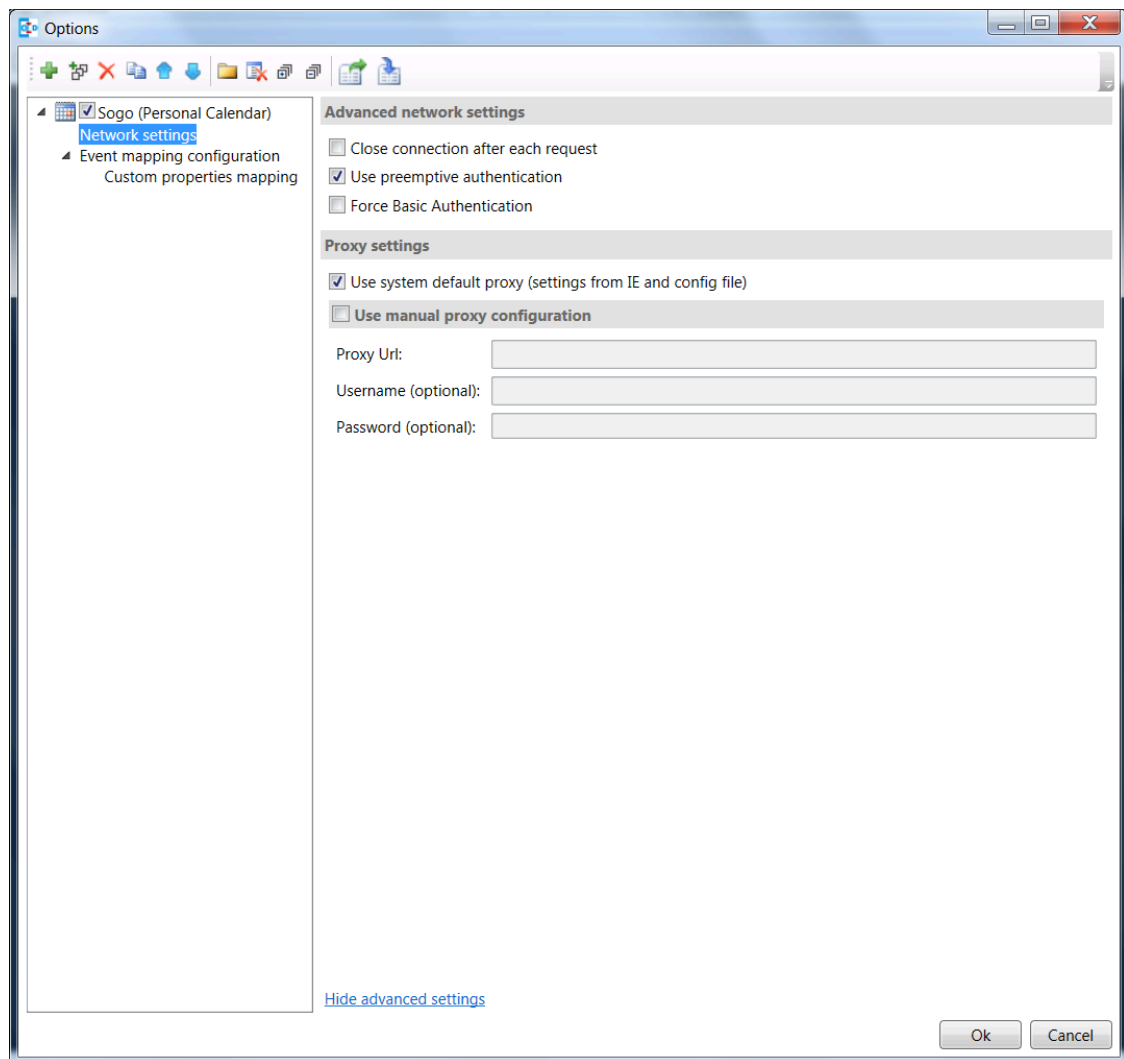 Options
Sogo (Personal Calendar)
Network settings
Event mapping configuration
Custom properties mapping
Advanced network settings
Close connection after each request
Use preemptive authentication
Force Basic Authentication
Proxy settings
Use system default proxy (settings from IE and config file)
Use manual proxy configuration
Proxy Url:
Username (optional):
Password (optional):
Hide advanced settings
Ok
Cancel